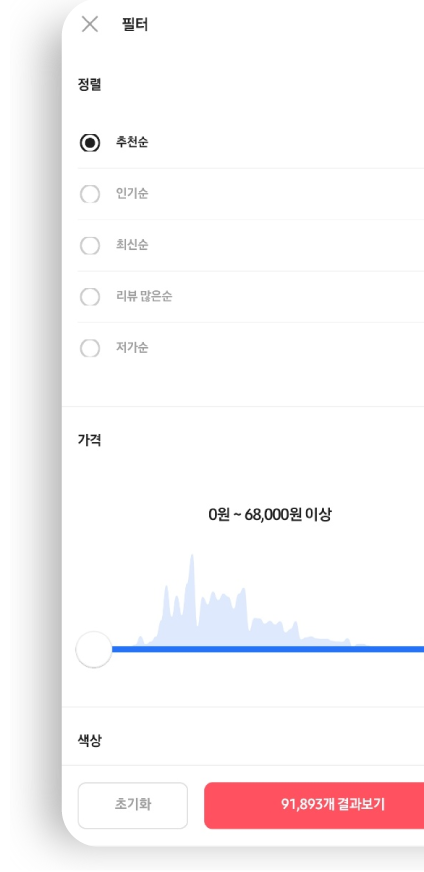 필터
정렬
추천순
인기순
최신순
리뷰 많은순
저가순
가격
0원 ~ 68,000원 이상
색상
초기화
91,893개 결과보기